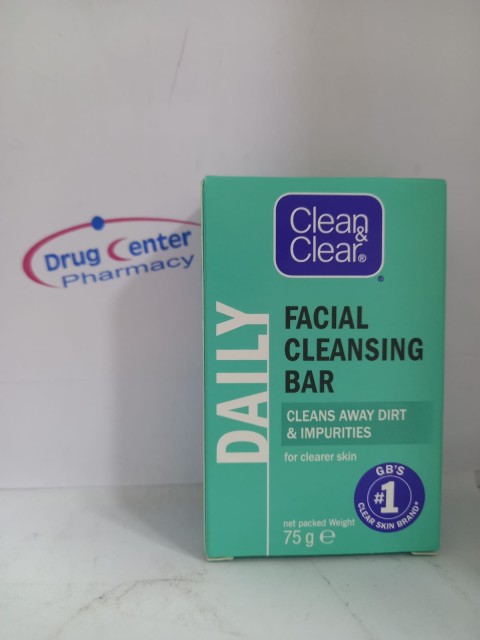 Drug Center
Pharmacy
Clean
&
Clear®
DAILY
FACIAL
CLEANSING
BAR
CLEANS AWAY DIRT
& IMPURITIES
for clearer skin
GB'S
#1
CLEAR SKIN BRAND*
net packed Weight
75 g ℮